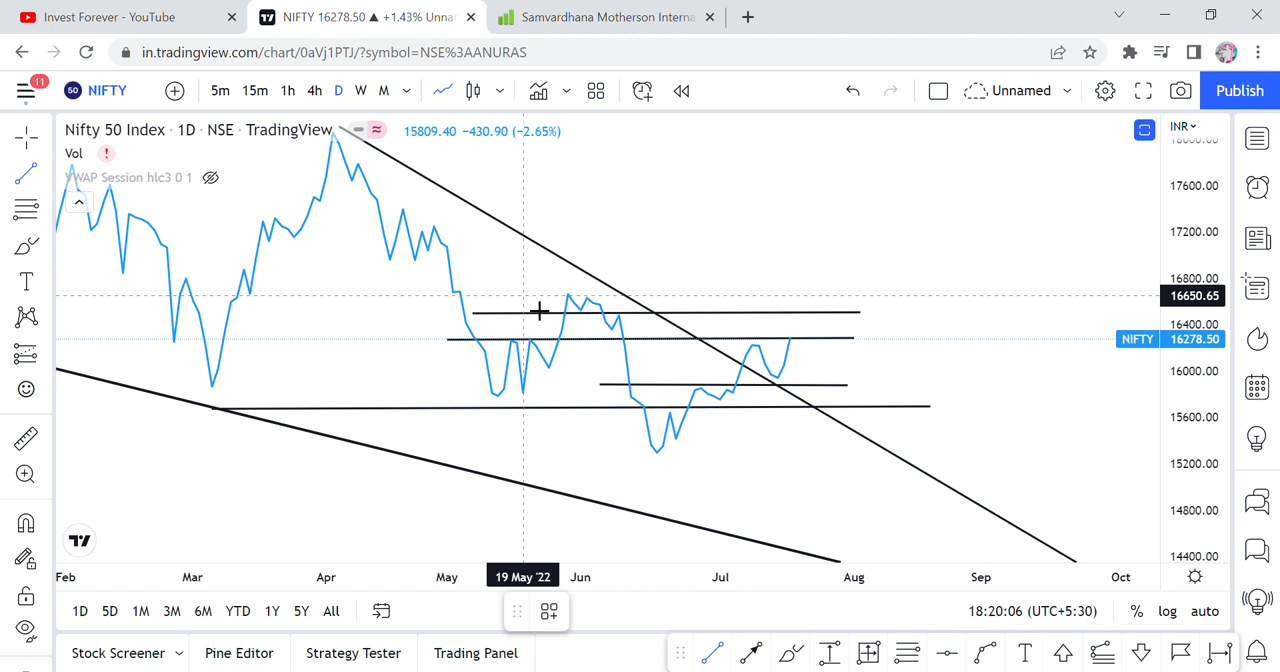 Invest Forever - YouTube
NIFTY 16278.50 ▲ +1.43% Unnar
Samvardhana Motherson Interna
in.tradingview.com/chart/0aVj1PTJ/?symbol=NSE%3AANURAS
11
50 NIFTY
5m 15m 1h 4h D W M
Unnamed
Publish
Nifty 50 Index · 1D · NSE · TradingView
15809.40 −430.90 (−2.65%)
INR
Vol !
VWAP Session hlc3 0 1
18000.00
17600.00
17200.00
16800.00
16650.65
16400.00
NIFTY 16278.50
16000.00
15600.00
15200.00
14800.00
14400.00
Feb Mar Apr May 19 May '22 Jun Jul Aug Sep Oct
1D 5D 1M 3M 6M YTD 1Y 5Y All
18:20:06 (UTC+5:30)
% log auto
Stock Screener Pine Editor Strategy Tester Trading Panel